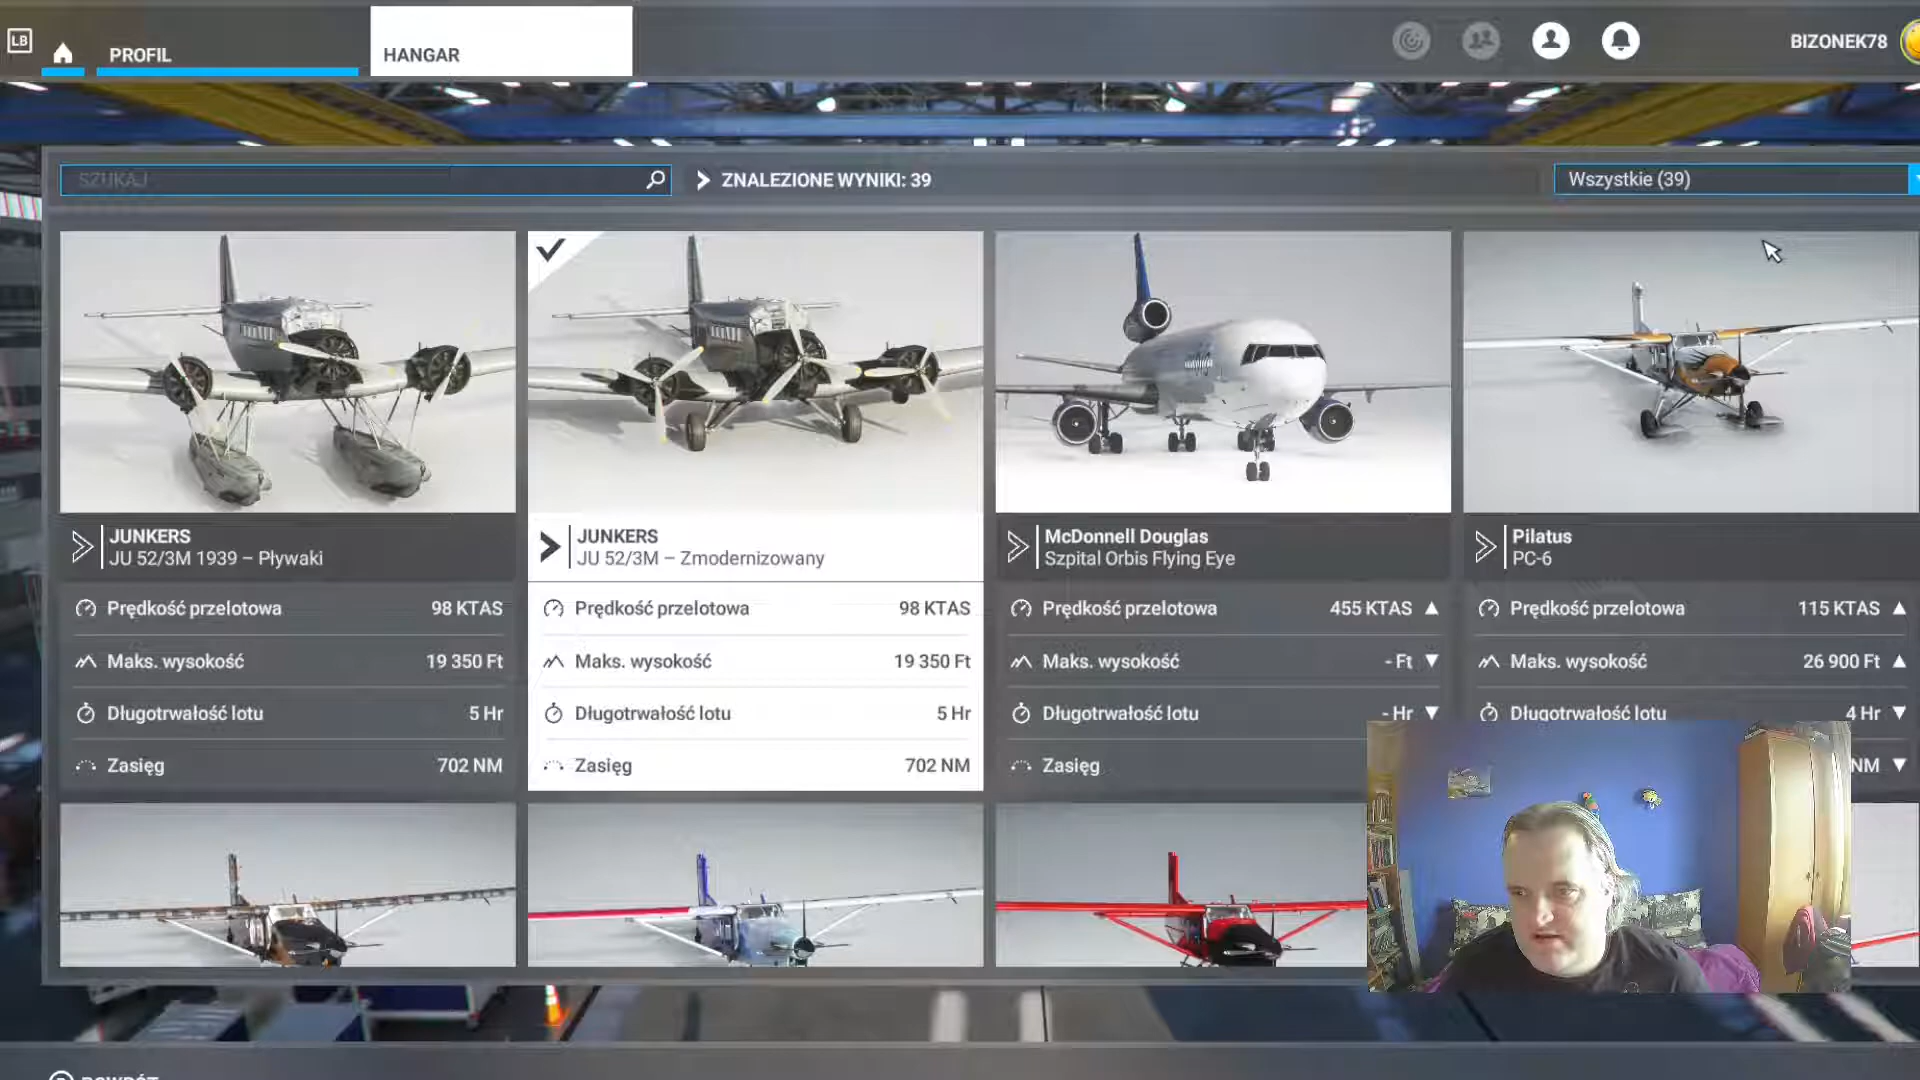 LB
PROFIL
HANGAR
BIZONEK78
SZUKAJ
ZNALEZIONE WYNIKI: 39
Wszystkie (39)
JUNKERS
JU 52/3M 1939 – Pływaki
Prędkość przelotowa 98 KTAS
Maks. wysokość 19 350 Ft
Długotrwałość lotu 5 Hr
Zasięg 702 NM
JUNKERS
JU 52/3M – Zmodernizowany
Prędkość przelotowa 98 KTAS
Maks. wysokość 19 350 Ft
Długotrwałość lotu 5 Hr
Zasięg 702 NM
McDonnell Douglas
Szpital Orbis Flying Eye
Prędkość przelotowa 455 KTAS
Maks. wysokość - Ft
Długotrwałość lotu - Hr
Zasięg
Pilatus
PC-6
Prędkość przelotowa 115 KTAS
Maks. wysokość 26 900 Ft
Długotrwałość lotu 4 Hr
NM
POWRÓT